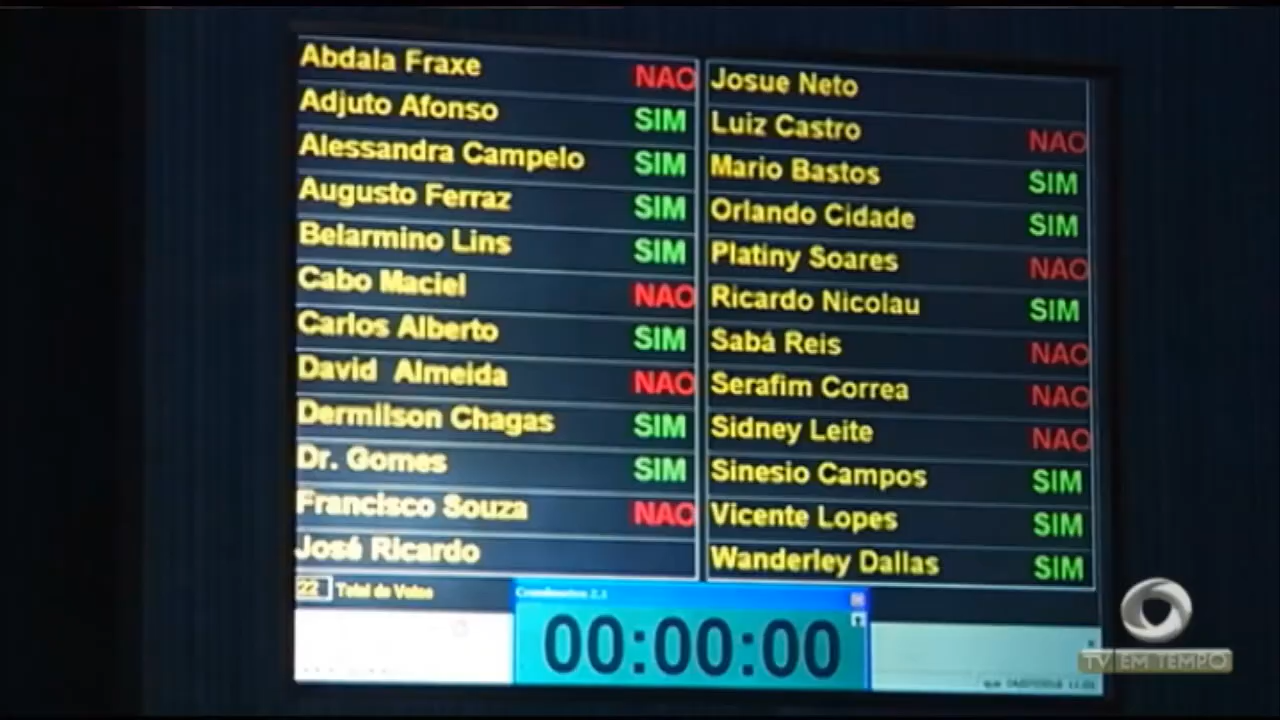 Abdala Fraxe NAO
Adjuto Afonso SIM
Alessandra Campelo SIM
Augusto Ferraz SIM
Belarmino Lins SIM
Cabo Maciel NAO
Carlos Alberto SIM
David Almeida NAO
Dermilson Chagas SIM
Dr. Gomes SIM
Francisco Souza NAO
José Ricardo
22 Total de Votos
Josue Neto
Luiz Castro NAO
Mario Bastos SIM
Orlando Cidade SIM
Platiny Soares NAO
Ricardo Nicolau SIM
Sabá Reis NAO
Serafim Correa NAO
Sidney Leite NAO
Sinesio Campos SIM
Vicente Lopes SIM
Wanderley Dallas SIM
00:00:00
TV EM TEMPO